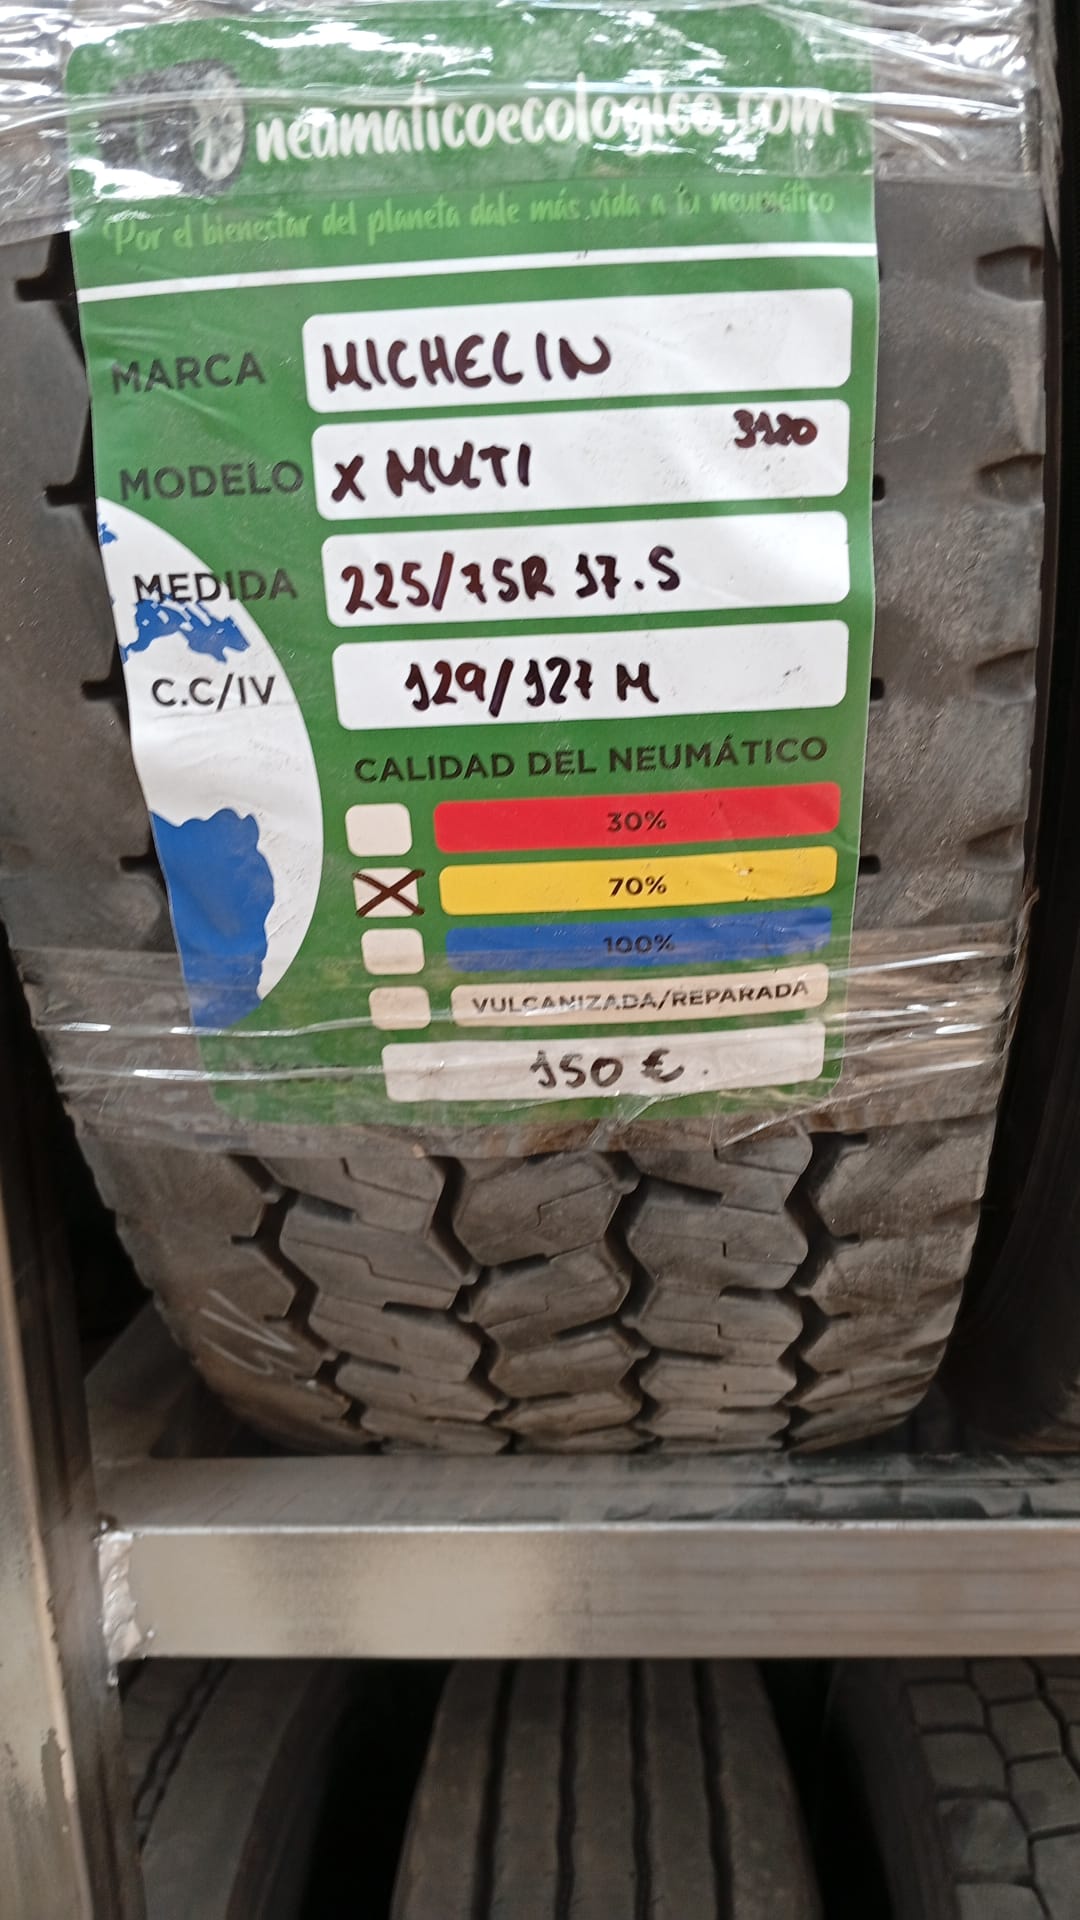 neumaticoecologico.com
Por el bienestar del planeta dale más vida a tu neumático
MARCA MICHELIN
3120
MODELO X MULTI
MEDIDA 225/75R 17.5
C.C/IV 129/127 M
CALIDAD DEL NEUMÁTICO
30%
X 70%
100%
VULCANIZADA/REPARADA
150 €.